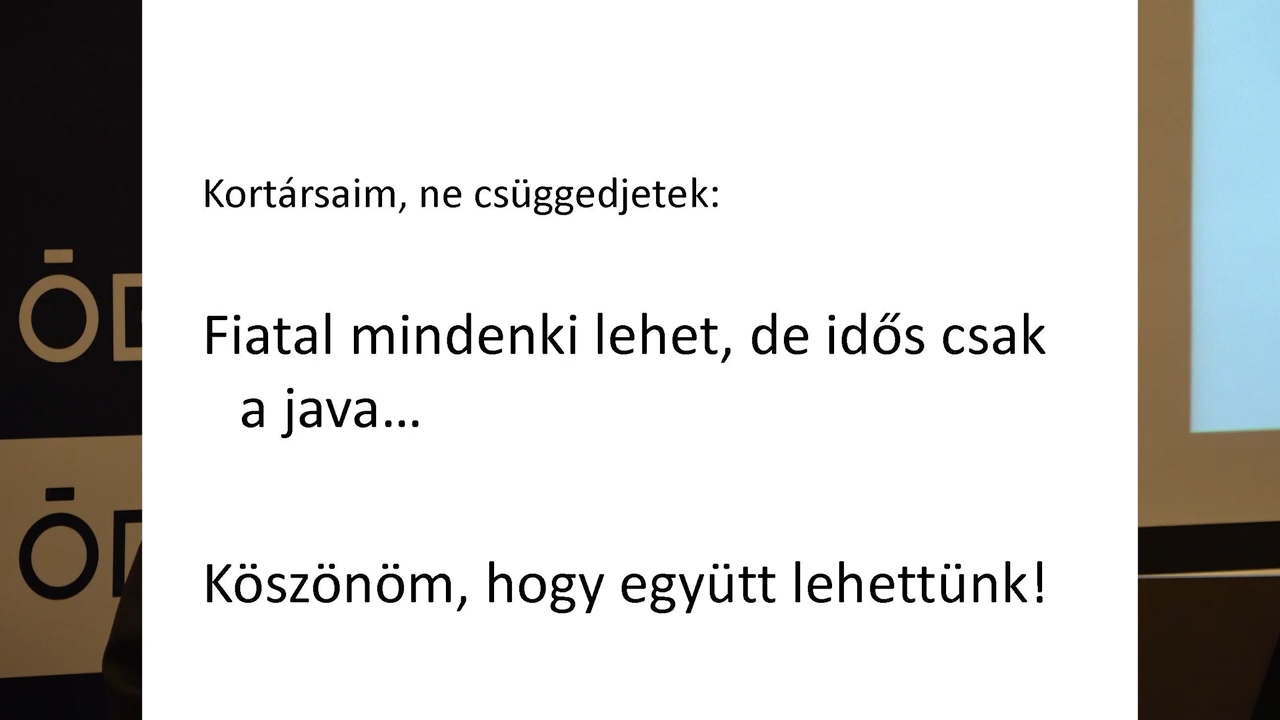 Kortársaim, ne csüggedjetek:
Fiatal mindenki lehet, de idős csak
a java...
Köszönöm, hogy együtt lehettünk!